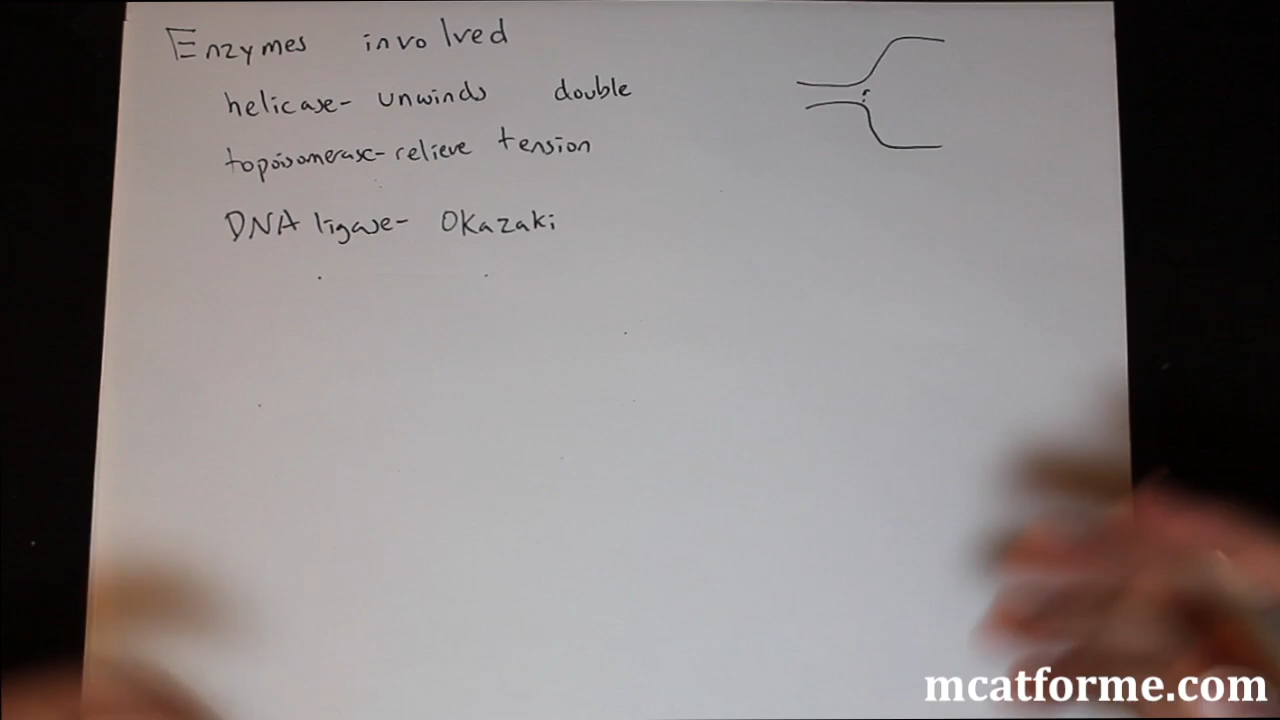 Enzymes involved
helicase- unwinds double
topoisomerase- relieve tension
DNA ligase- Okazaki
mcatforme.com